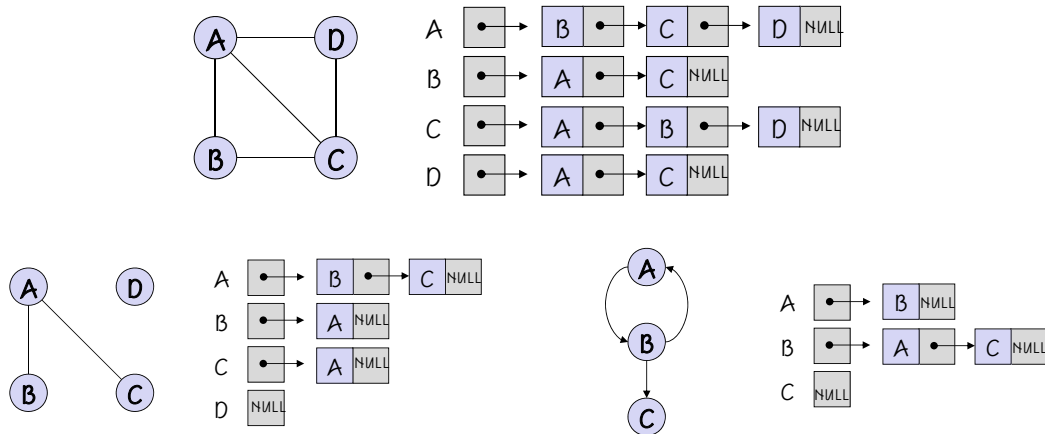 A D
B C
A B C D NULL
B A C NULL
C A B D NULL
D A C NULL
A D
B C
A B C NULL
B A NULL
C A NULL
D NULL
A
B
C
A B NULL
B A C NULL
C NULL